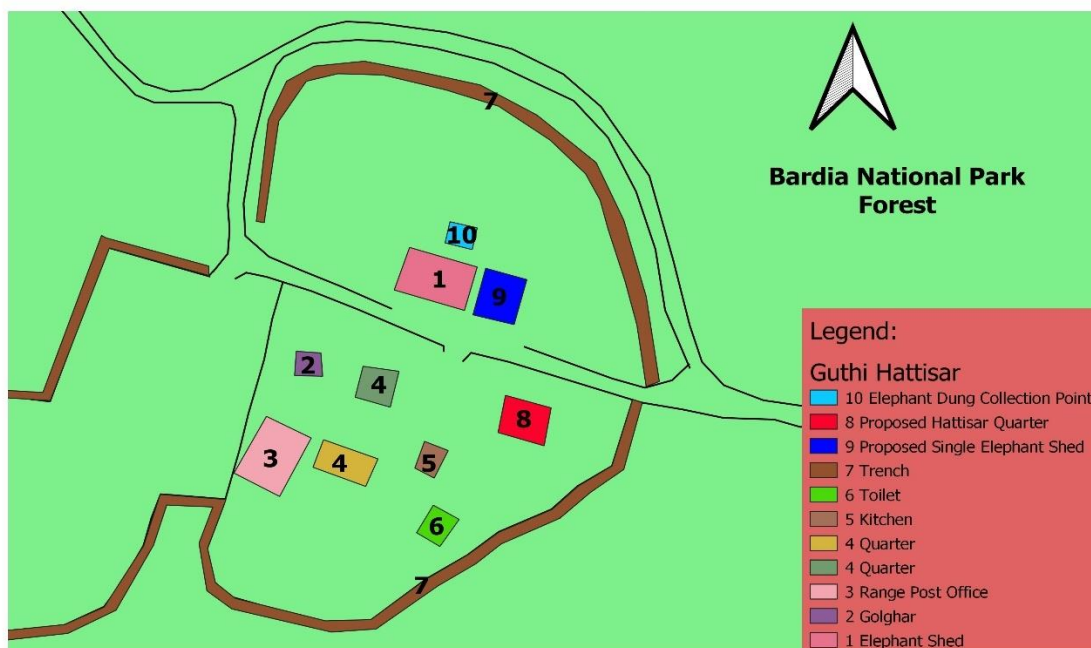 7
Bardia National Park
Forest
10
1
9
2
4
8
3
4
5
6
7
Legend:
Guthi Hattisar
10 Elephant Dung Collection Point
8 Proposed Hattisar Quarter
9 Proposed Single Elephant Shed
7 Trench
6 Toilet
5 Kitchen
4 Quarter
4 Quarter
3 Range Post Office
2 Golghar
1 Elephant Shed